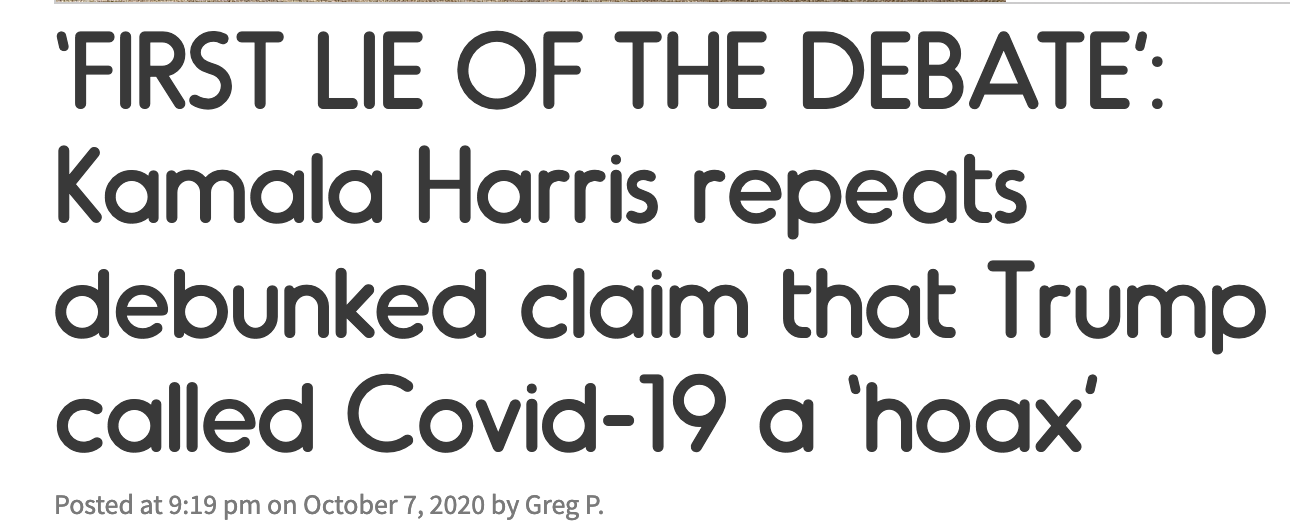 ‘FIRST LIE OF THE DEBATE’:
Kamala Harris repeats
debunked claim that Trump
called Covid-19 a ‘hoax’
Posted at 9:19 pm on October 7, 2020 by Greg P.